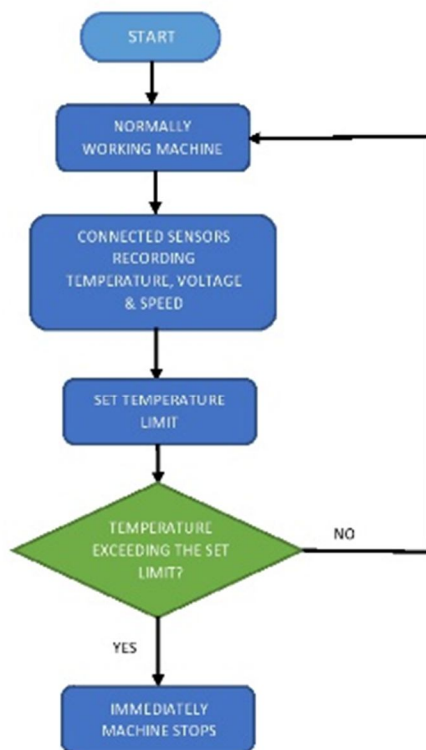 START
NORMALLY
WORKING MACHINE
CONNECTED SENSORS
RECORDING
TEMPERATURE, VOLTAGE
& SPEED
SET TEMPERATURE
LIMIT
TEMPERATURE
EXCEEDING THE SET
LIMIT?
NO
YES
IMMEDIATELY
MACHINE STOPS